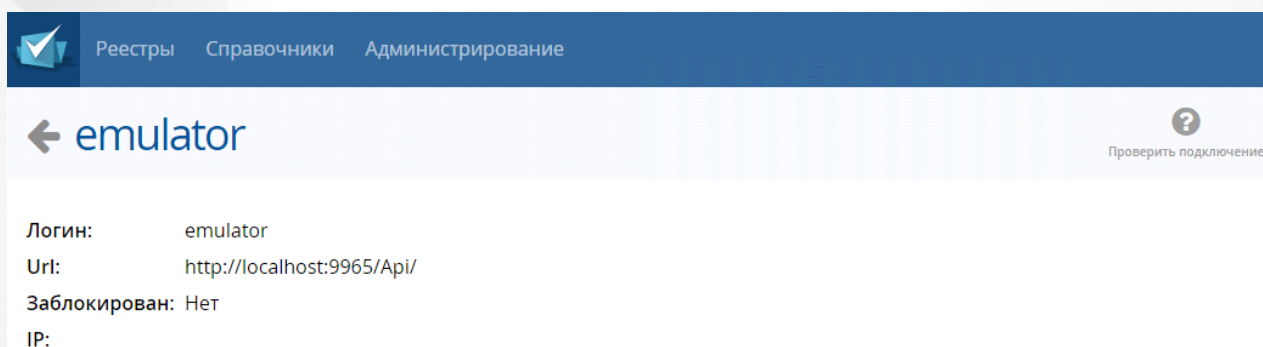 Реестры Справочники Администрирование
emulator
Проверить подключение
Логин: emulator
Url: http://localhost:9965/Api/
Заблокирован: Нет
IP: